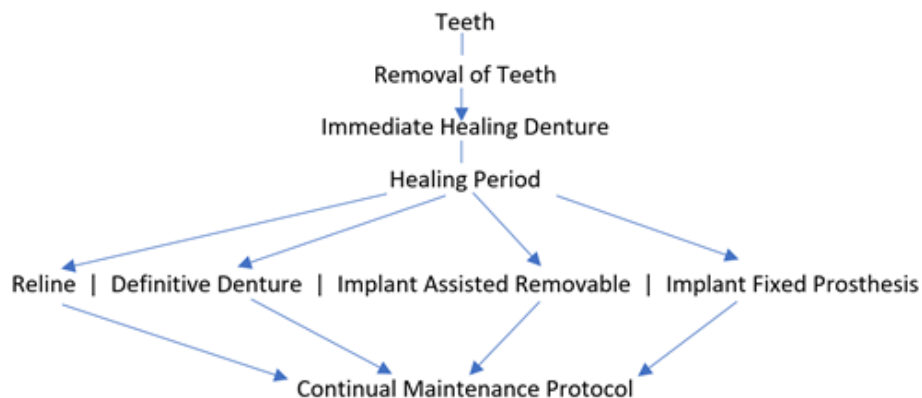 Teeth
Removal of Teeth
Immediate Healing Denture
Healing Period
Reline | Definitive Denture | Implant Assisted Removable | Implant Fixed Prosthesis
Continual Maintenance Protocol